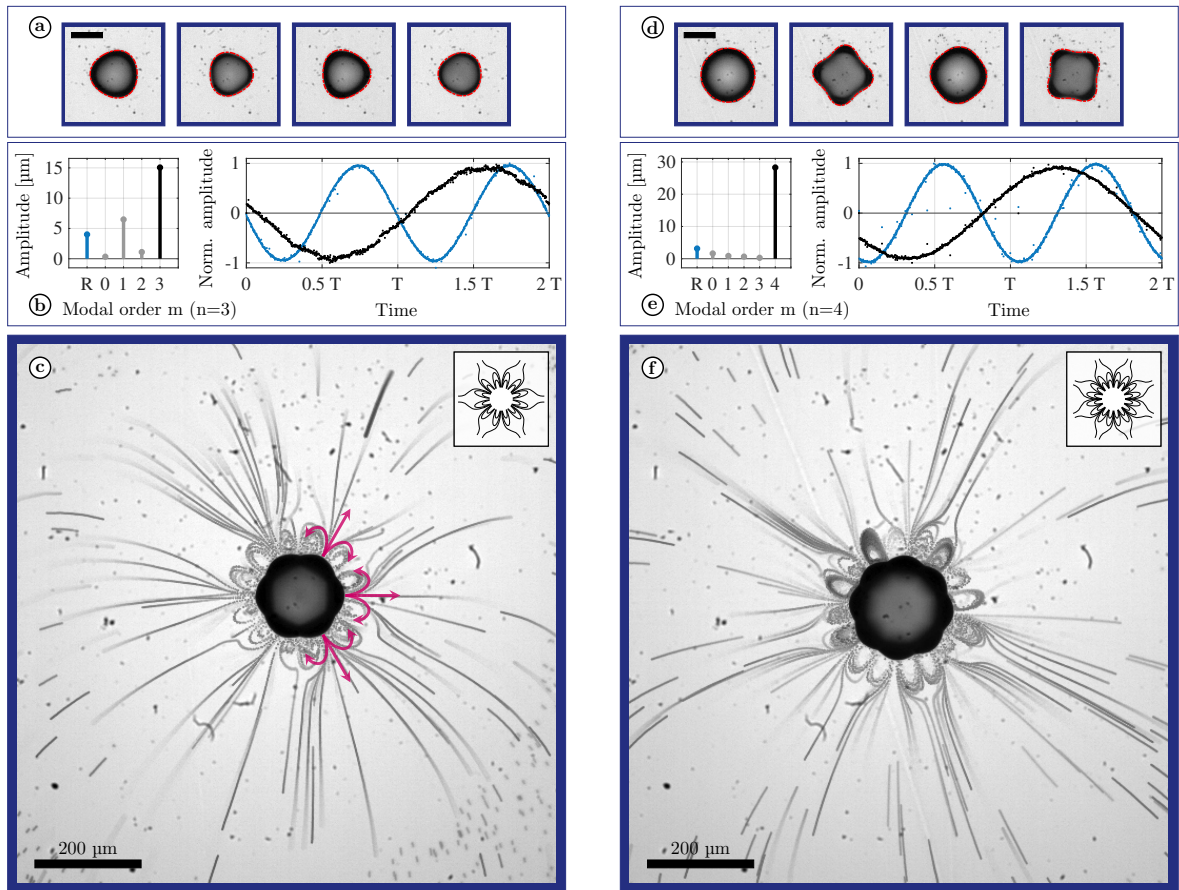 a
Amplitude [µm]
15
10
5
0
R 0 1 2 3
Modal order m (n=3)
b
Norm. amplitude
1
0
-1
0 0.5 T T 1.5 T 2 T
Time
c
200 µm
d
Amplitude [µm]
30
20
10
0
R 0 1 2 3 4
Modal order m (n=4)
e
Norm. amplitude
1
0
-1
0 0.5 T T 1.5 T 2 T
Time
f
200 µm